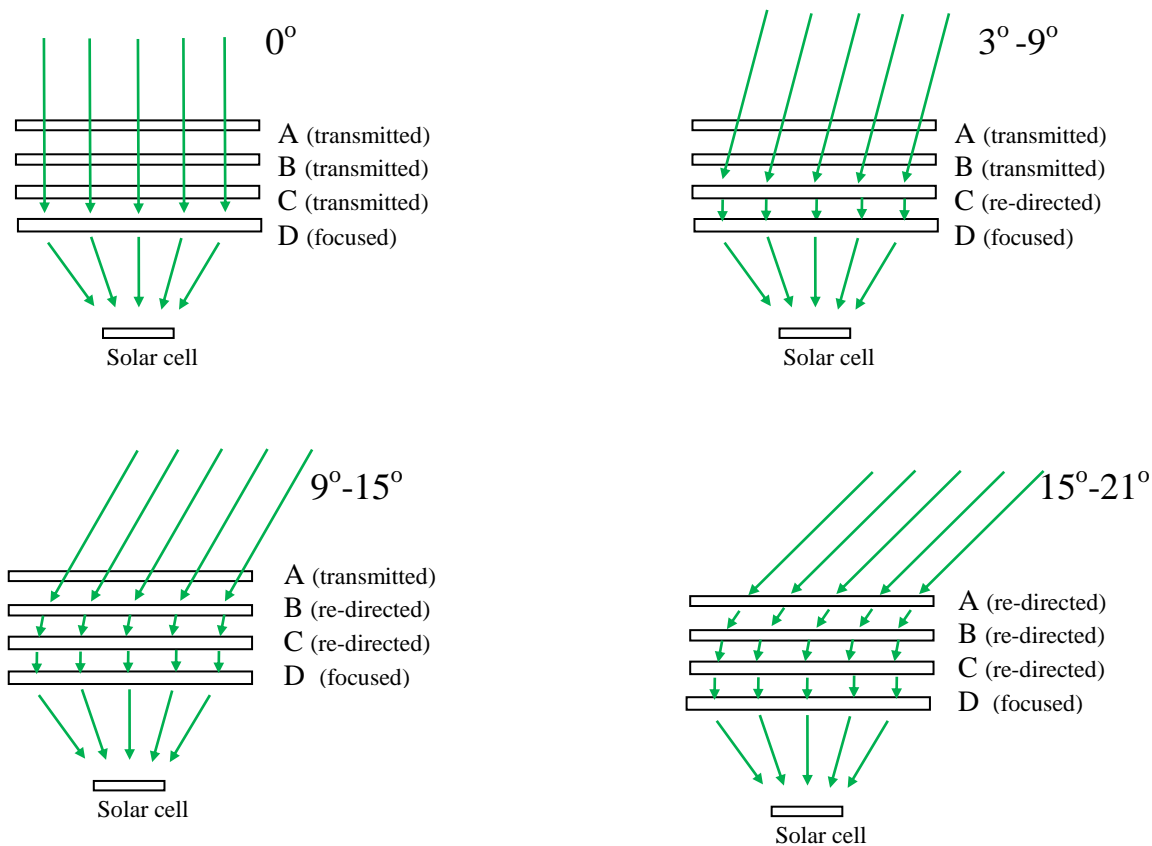 0°
A (transmitted)
B (transmitted)
C (transmitted)
D (focused)
Solar cell
3° -9°
A (transmitted)
B (transmitted)
C (re-directed)
D (focused)
Solar cell
9°-15°
A (transmitted)
B (re-directed)
C (re-directed)
D (focused)
Solar cell
15°-21°
A (re-directed)
B (re-directed)
C (re-directed)
D (focused)
Solar cell